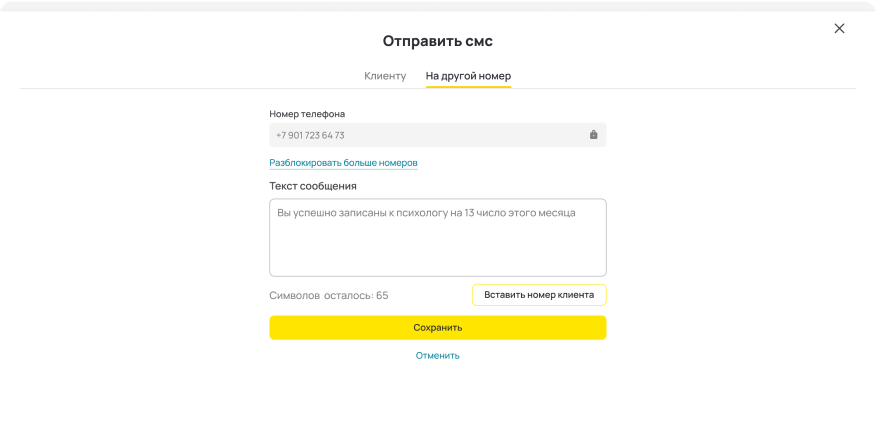 Отправить смс
Клиенту
На другой номер
Номер телефона
+7 901 723 64 73
Разблокировать больше номеров
Текст сообщения
Вы успешно записаны к психологу на 13 число этого месяца
Символов осталось: 65
Вставить номер клиента
Сохранить
Отменить